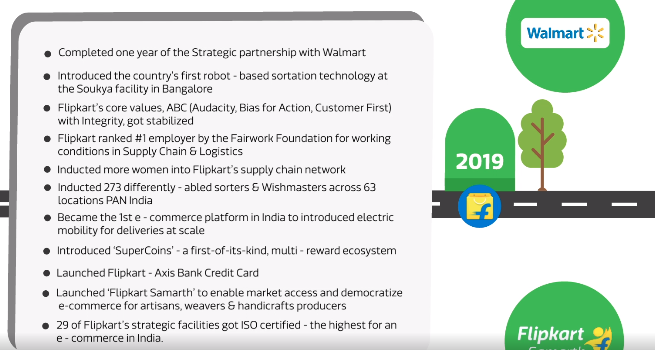 Completed one year of the Strategic partnership with Walmart
Introduced the country's first robot - based sortation technology at
the Soukya facility in Bangalore
Flipkart's core values, ABC (Audacity, Bias for Action, Customer First)
with Integrity, got stabilized
Flipkart ranked #1 employer by the Fairwork Foundation for working
conditions in Supply Chain & Logistics
Inducted more women into Flipkart's supply chain network
Inducted 273 differently - abled sorters & Wishmasters across 63
locations PAN India
Became the 1st e - commerce platform in India to introduced electric
mobility for deliveries at scale
Introduced 'SuperCoins' - a first-of-its-kind, multi - reward ecosystem
Launched Flipkart - Axis Bank Credit Card
Launched 'Flipkart Samarth' to enable market access and democratize
e-commerce for artisans, weavers & handicrafts producers
29 of Flipkart's strategic facilities got ISO certified - the highest for an
e - commerce in India.
Walmart
2019
f
Flipkart
Samarth